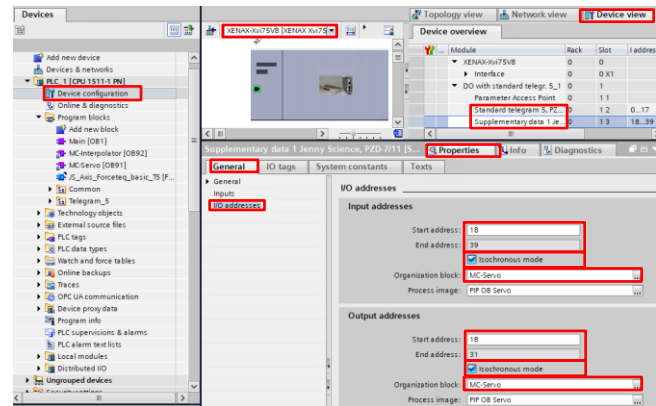 Devices
Add new device
Devices & networks
PLC_1 [CPU 1511-1 PN]
Device configuration
Online & diagnostics
Program blocks
Add new block
Main [OB1]
MC-Interpolator [OB92]
MC-Servo [OB91]
JS_Axis_Forceteq_basic_T5 [F...
Common
Telegram_5
Technology objects
External source files
PLC tags
PLC data types
Watch and force tables
Online backups
Traces
OPC UA communication
Device proxy data
Program info
PLC supervisions & alarms
PLC alarm text lists
Local modules
Distributed I/O
Ungrouped devices
Topology view
Network view
Device view
XENAX-Xvi75V8 [XENAX Xvi75
Device overview
Module
Rack
Slot
I address
XENAX-Xvi75V8 0 0
Interface 0 0 X1
DO with standard telegr. 5_1 0 1
Parameter Access Point 0 1 1
Standard telegram 5, PZ... 0 1 2 0...17
Supplementary data 1 Je... 0 1 3 18...39
Supplementary data 1 Jenny Science, PZD-7/11 [S...
Properties
Info
Diagnostics
General
IO tags
System constants
Texts
General
Inputs
I/O addresses
I/O addresses
Input addresses
Start address: 18
End address: 39
Isochronous mode
Organization block: MC-Servo
...
Process image: PIP OB Servo
...
Output addresses
Start address: 18
End address: 31
Isochronous mode
Organization block: MC-Servo
...
Process image: PIP OB Servo
...